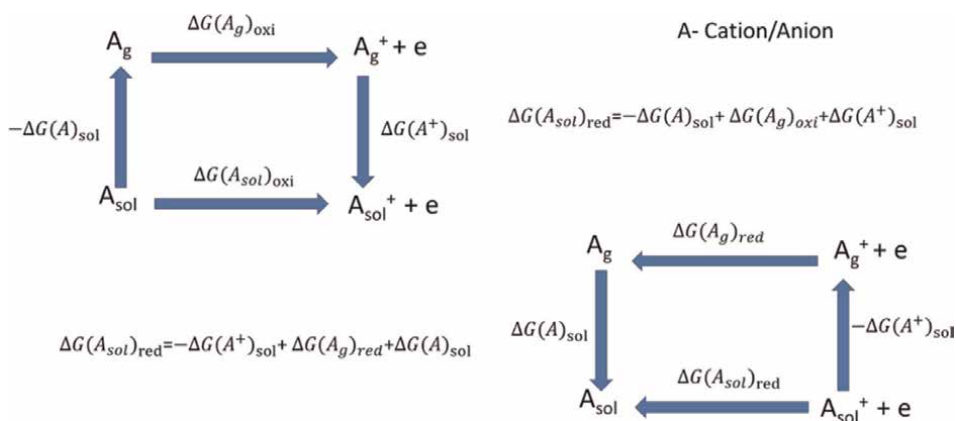 ΔG(A_g)_oxi
A_g
A_g⁺ + e
−ΔG(A)_sol
ΔG(A⁺)_sol
ΔG(A_sol)_oxi
A_sol
A_sol⁺ + e
A- Cation/Anion
ΔG(A_sol)_red=−ΔG(A)_sol+ ΔG(A_g)_oxi+ΔG(A⁺)_sol
ΔG(A_sol)_red=−ΔG(A⁺)_sol+ ΔG(A_g)_red+ΔG(A)_sol
ΔG(A_g)_red
A_g
A_g⁺ + e
ΔG(A)_sol
−ΔG(A⁺)_sol
ΔG(A_sol)_red
A_sol
A_sol⁺ + e